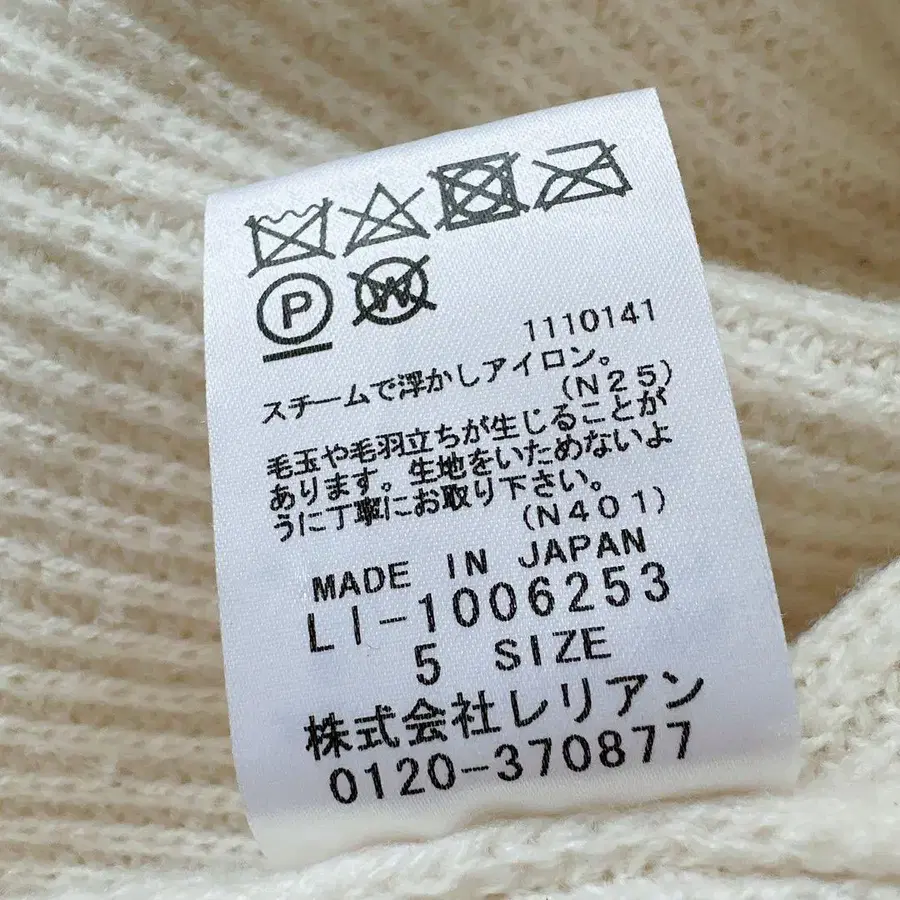 P W
1110141
スチームで浮かしアイロン。
(N25)
毛玉や毛羽立ちが生じることが
あります。生地をいためないよ
うに丁寧にお取り下さい。
(N401)
MADE IN JAPAN
LI-1006253
5 SIZE
株式会社レリアン
0120-370877